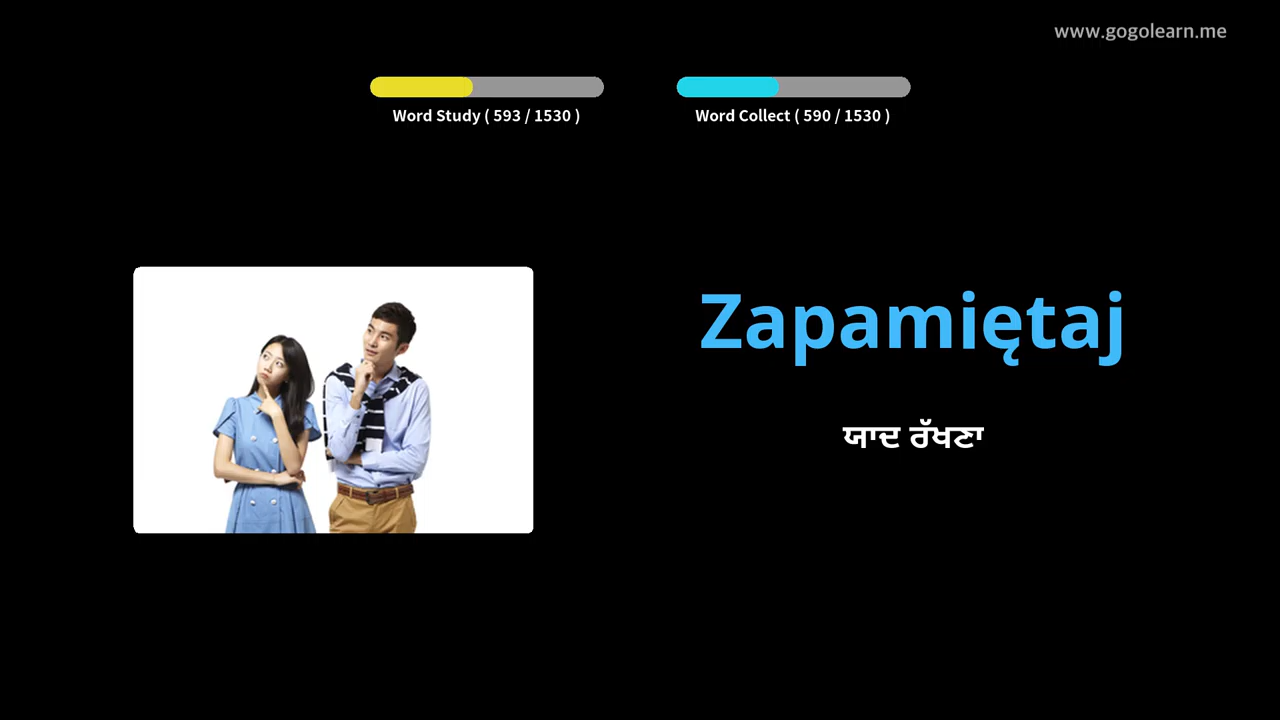 www.gogolearn.me
Word Study ( 593 / 1530 )
Word Collect ( 590 / 1530 )
Zapamiętaj
ਯਾਦ ਰੱਖਣਾ